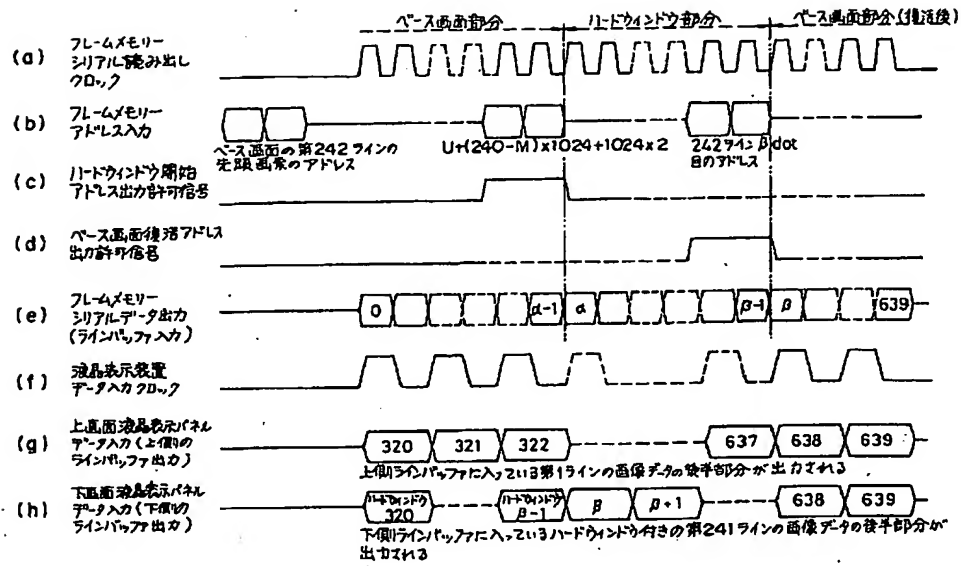 ベース画面部分
ハードウィンドウ部分
ベース画面部分(復活後)
(a) フレームメモリー
シリアル読み出し
クロック
(b) フレームメモリー
アドレス入力
ベース画面の第242ラインの
先頭画素のアドレス
U+(240-M)×1024+1024×2
242ラインβdot
目のアドレス
(c) ハードウィンドウ開始
アドレス出力許可信号
(d) ベース画面復活アドレス
出力許可信号
(e) フレームメモリー
シリアルデータ出力
(ラインバッファ入力)
0 α-1 α β-1 β 639
(f) 液晶表示装置
データ入力クロック
(g) 上画面液晶表示パネル
データ入力(上側の
ラインバッファ出力)
320 321 322 637 638 639
上側ラインバッファに入っている第1ラインの画像データの後半部分が出力される
(h) 下画面液晶表示パネル
データ入力(下側の
ラインバッファ出力)
ハードウィンドウ
320
ハードウィンドウ
β-1
β β+1 638 639
下側ラインバッファに入っているハードウィンドウ付きの第241ラインの画像データの後半部分が
出力される